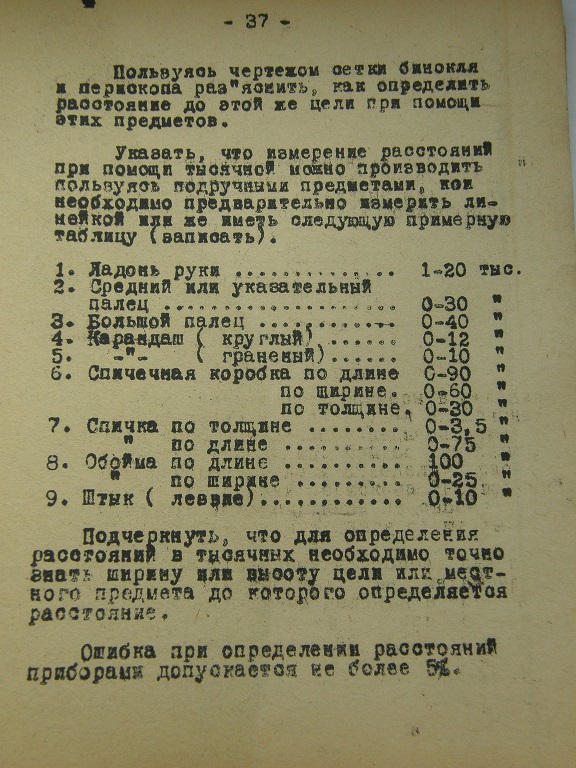 - 37 -
Пользуясь чертежом сетки бинокля
и перископа раз"яснить, как определить
расстояние до этой же цели при помощи
этих предметов.
Указать, что измерение расстояний
при помощи тысячной можно производить
пользуясь подручными предметами, кои
необходимо предварительно измерить ли-
нейкой или же иметь следующую примерную
таблицу (записать).
1. Ладонь руки .............. 1-20 тыс.
2. Средний или указательный
палец .................... 0-30 "
3. Большой палец ............ 0-40 "
4. Карандаш ( круглый) ...... 0-12 "
5. -"- ( граненый)...... 0-10 "
6. Спичечная коробка по длине 0-90 "
по ширине. 0-60 "
по толщине. 0-30 "
7. Спичка по толщине ........ 0-3,5 "
" по длине .......... 0-75 "
8. Обойма по длине .......... 100 "
" по ширине ......... 0-25 "
9. Штык ( леввие)............ 0-10 "
Подчеркнуть, что для определения
расстояний в тысячных необходимо точно
знать ширину или высоту цели или мест-
ного предмета до которого определяется
расстояние.
Ошибка при определении расстояний
приборами допускается не более 5%.